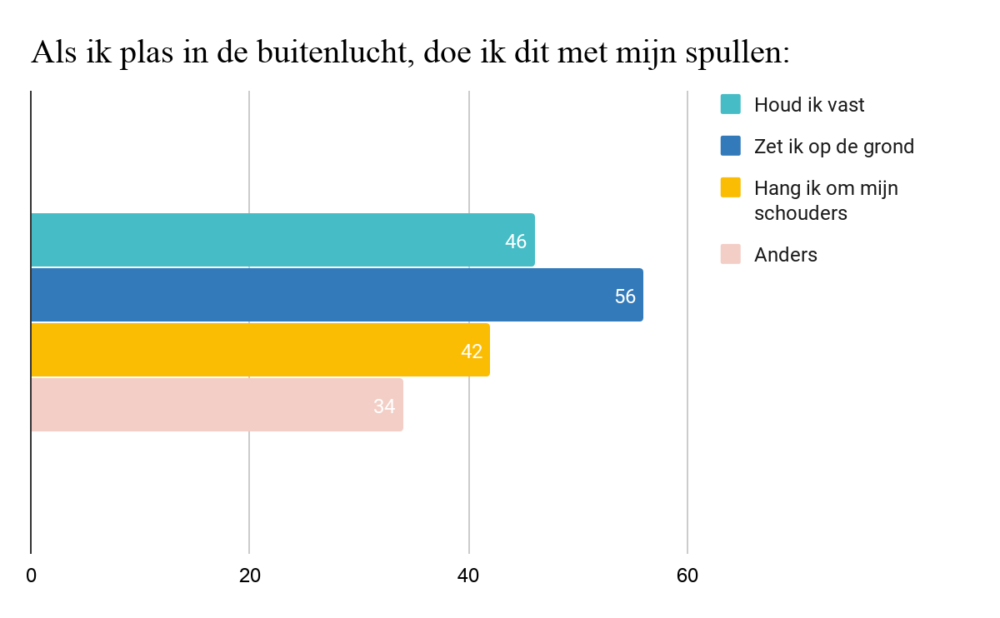 Als ik plas in de buitenlucht, doe ik dit met mijn spullen:
Houd ik vast
Zet ik op de grond
Hang ik om mijn
schouders
Anders
46
56
42
34
0 20 40 60